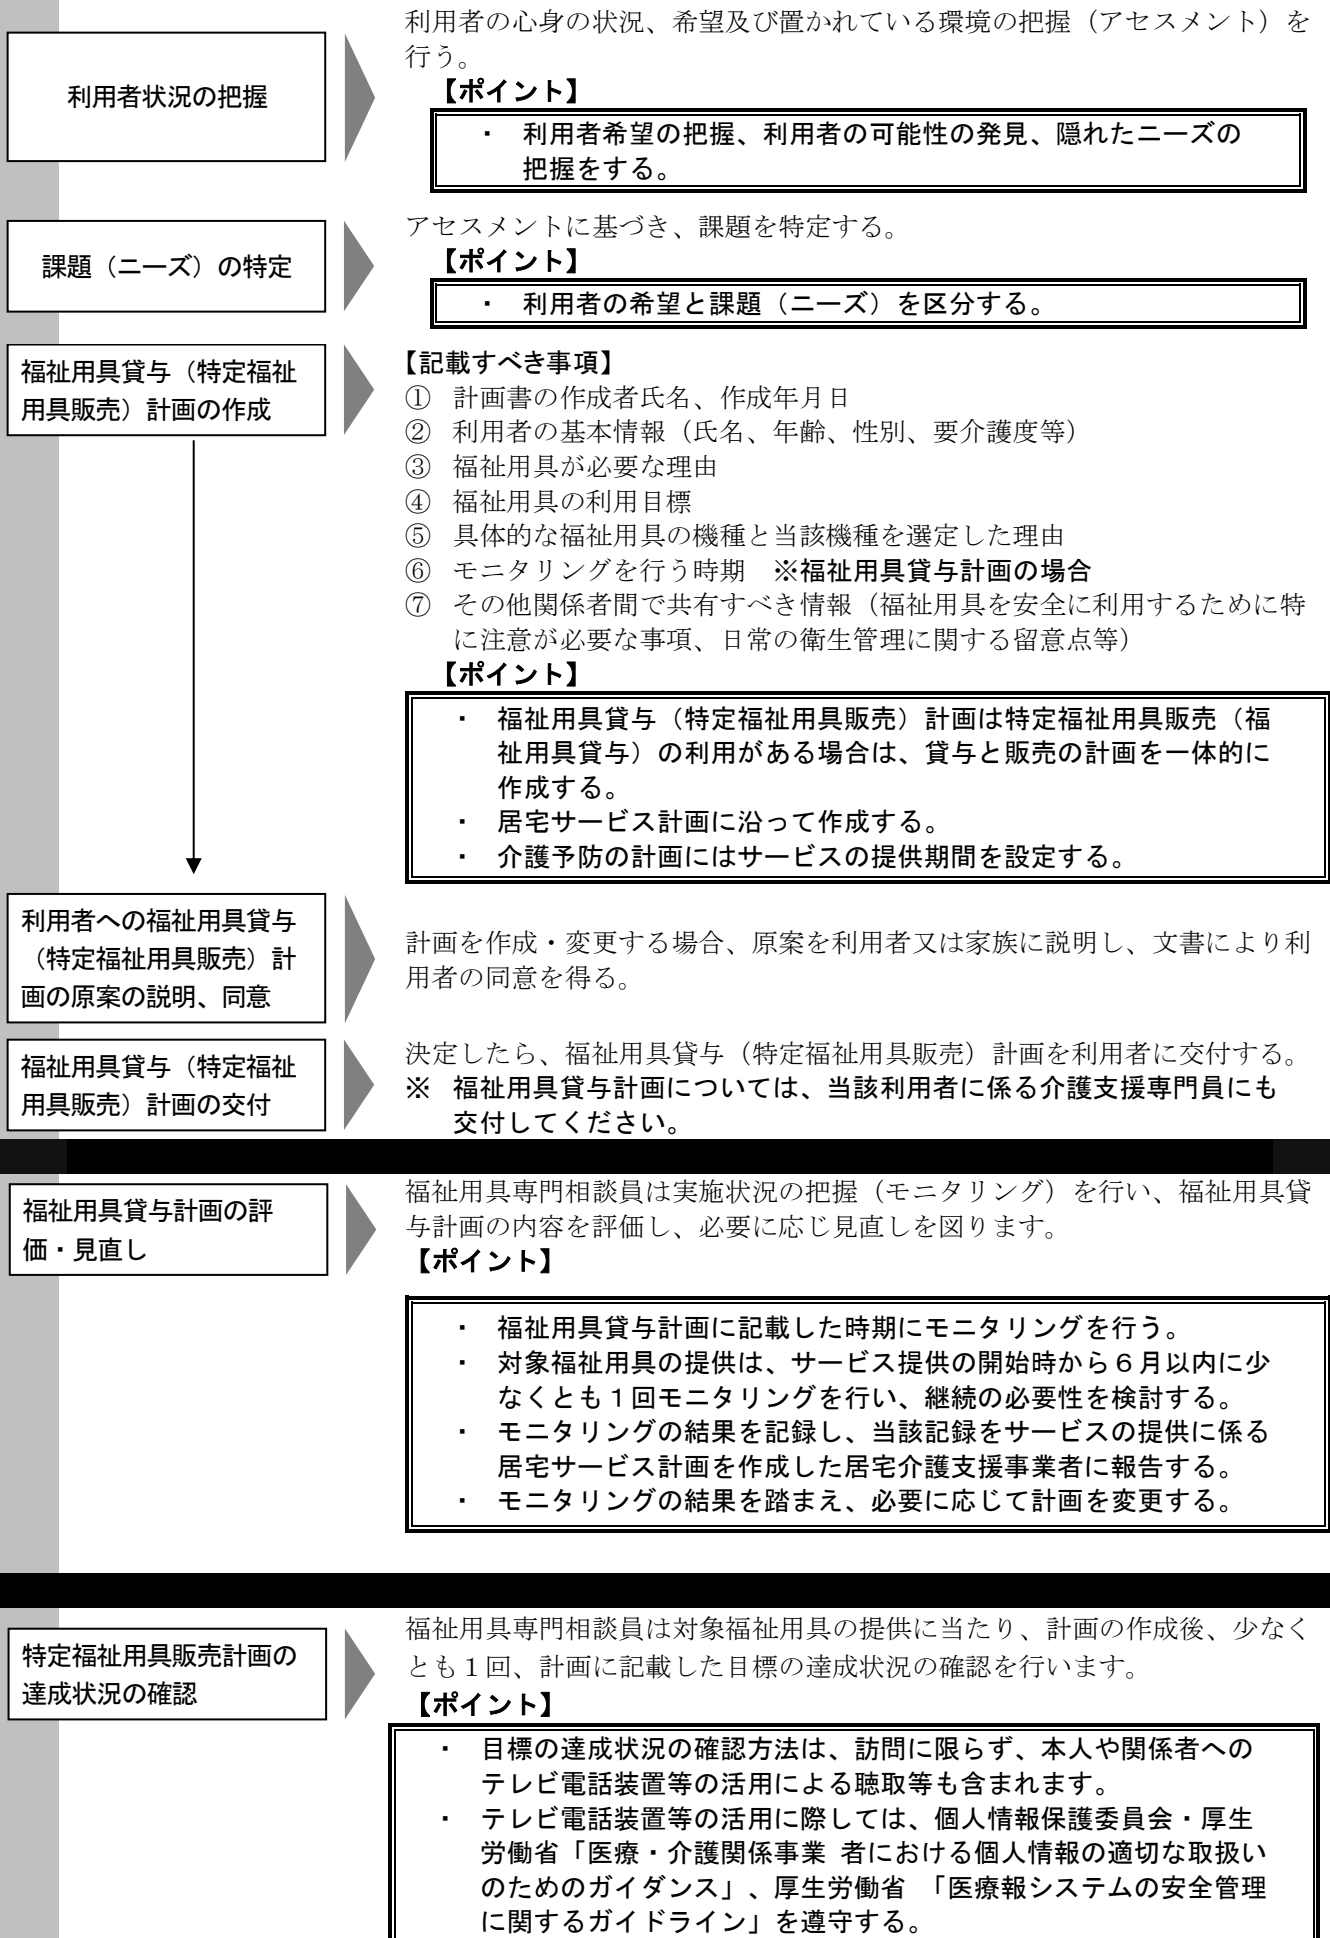 利用者状況の把握
利用者の心身の状況、希望及び置かれている環境の把握（アセスメント）を
行う。
【ポイント】
・　利用者希望の把握、利用者の可能性の発見、隠れたニーズの
把握をする。
課題（ニーズ）の特定
アセスメントに基づき、課題を特定する。
【ポイント】
・　利用者の希望と課題（ニーズ）を区分する。
福祉用具貸与（特定福祉
用具販売）計画の作成
【記載すべき事項】
①　計画書の作成者氏名、作成年月日
②　利用者の基本情報（氏名、年齢、性別、要介護度等）
③　福祉用具が必要な理由
④　福祉用具の利用目標
⑤　具体的な福祉用具の機種と当該機種を選定した理由
⑥　モニタリングを行う時期　※福祉用具貸与計画の場合
⑦　その他関係者間で共有すべき情報（福祉用具を安全に利用するために特
に注意が必要な事項、日常の衛生管理に関する留意点等）
【ポイント】
・　福祉用具貸与（特定福祉用具販売）計画は特定福祉用具販売（福
祉用具貸与）の利用がある場合は、貸与と販売の計画を一体的に
作成する。
・　居宅サービス計画に沿って作成する。
・　介護予防の計画にはサービスの提供期間を設定する。
利用者への福祉用具貸与
（特定福祉用具販売）計
画の原案の説明、同意
計画を作成・変更する場合、原案を利用者又は家族に説明し、文書により利
用者の同意を得る。
福祉用具貸与（特定福祉
用具販売）計画の交付
決定したら、福祉用具貸与（特定福祉用具販売）計画を利用者に交付する。
※　福祉用具貸与計画については、当該利用者に係る介護支援専門員にも
交付してください。
福祉用具貸与計画の評
価・見直し
福祉用具専門相談員は実施状況の把握（モニタリング）を行い、福祉用具貸
与計画の内容を評価し、必要に応じ見直しを図ります。
【ポイント】
・　福祉用具貸与計画に記載した時期にモニタリングを行う。
・　対象福祉用具の提供は、サービス提供の開始時から６月以内に少
なくとも１回モニタリングを行い、継続の必要性を検討する。
・　モニタリングの結果を記録し、当該記録をサービスの提供に係る
居宅サービス計画を作成した居宅介護支援事業者に報告する。
・　モニタリングの結果を踏まえ、必要に応じて計画を変更する。
特定福祉用具販売計画の
達成状況の確認
福祉用具専門相談員は対象福祉用具の提供に当たり、計画の作成後、少なく
とも１回、計画に記載した目標の達成状況の確認を行います。
【ポイント】
・　目標の達成状況の確認方法は、訪問に限らず、本人や関係者への
テレビ電話装置等の活用による聴取等も含まれます。
・　テレビ電話装置等の活用に際しては、個人情報保護委員会・厚生
労働省「医療・介護関係事業 者における個人情報の適切な取扱い
のためのガイダンス」、厚生労働省　「医療報システムの安全管理
に関するガイドライン」を遵守する。